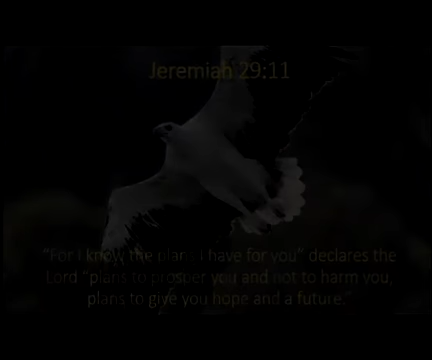 Jeremiah 29:11
"For I know the plans I have for you" declares the
Lord "plans to prosper you and not to harm you,
plans to give you hope and a future."